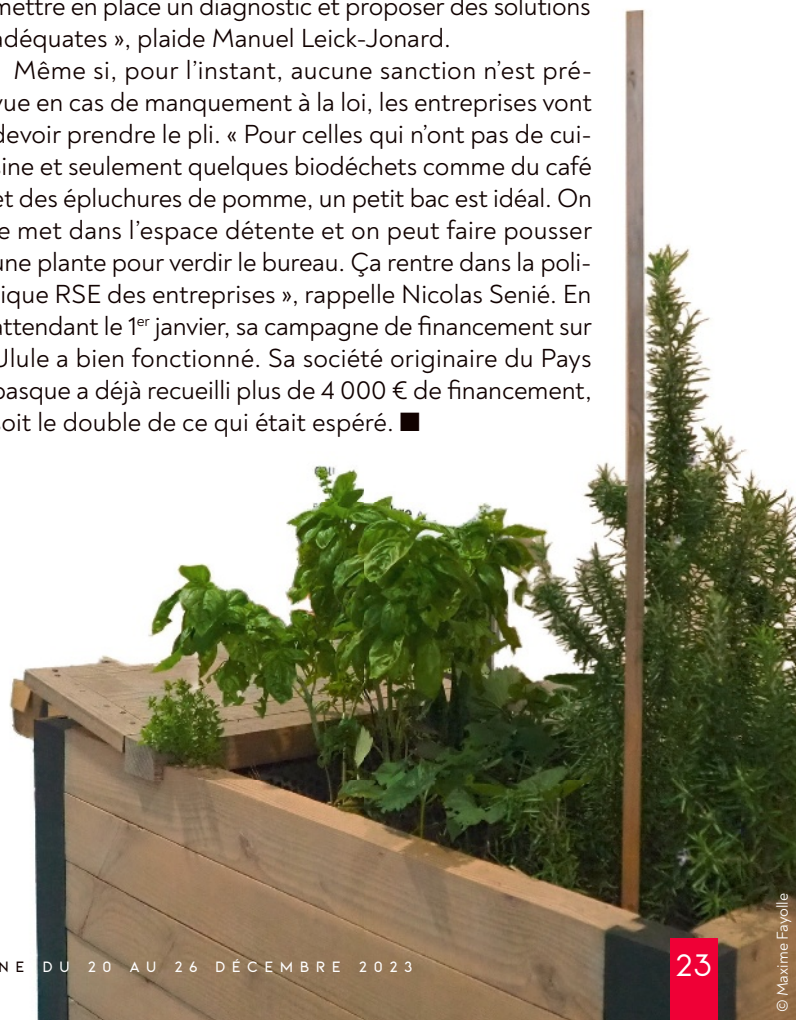 mettre en place un diagnostic et proposer des solutions
adéquates », plaide Manuel Leick-Jonard.
Même si, pour l'instant, aucune sanction n'est pré-
vue en cas de manquement à la loi, les entreprises vont
devoir prendre le pli. « Pour celles qui n'ont pas de cui-
sine et seulement quelques biodéchets comme du café
et des épluchures de pomme, un petit bac est idéal. On
le met dans l'espace détente et on peut faire pousser
une plante pour verdir le bureau. Ça rentre dans la poli-
tique RSE des entreprises », rappelle Nicolas Senié. En
attendant le 1er janvier, sa campagne de financement sur
Ulule a bien fonctionné. Sa société originaire du Pays
basque a déjà recueilli plus de 4 000 € de financement,
soit le double de ce qui était espéré. ■
NE DU 20 AU 26 DÉCEMBRE 2023
23
© Maxime Fayolle